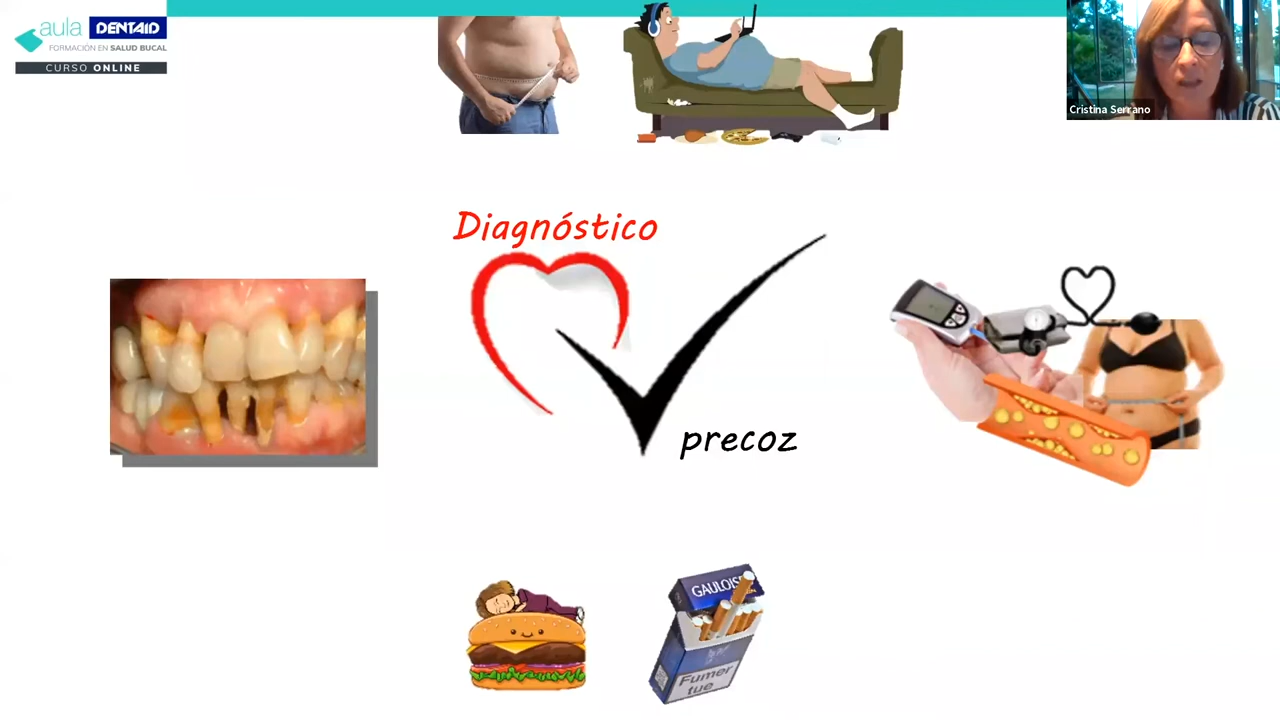 aula DENTAID
FORMACIÓN EN SALUD BUCAL
CURSO ONLINE
Cristina Serrano
Diagnóstico
precoz
GAULOISES
Fumer
tue